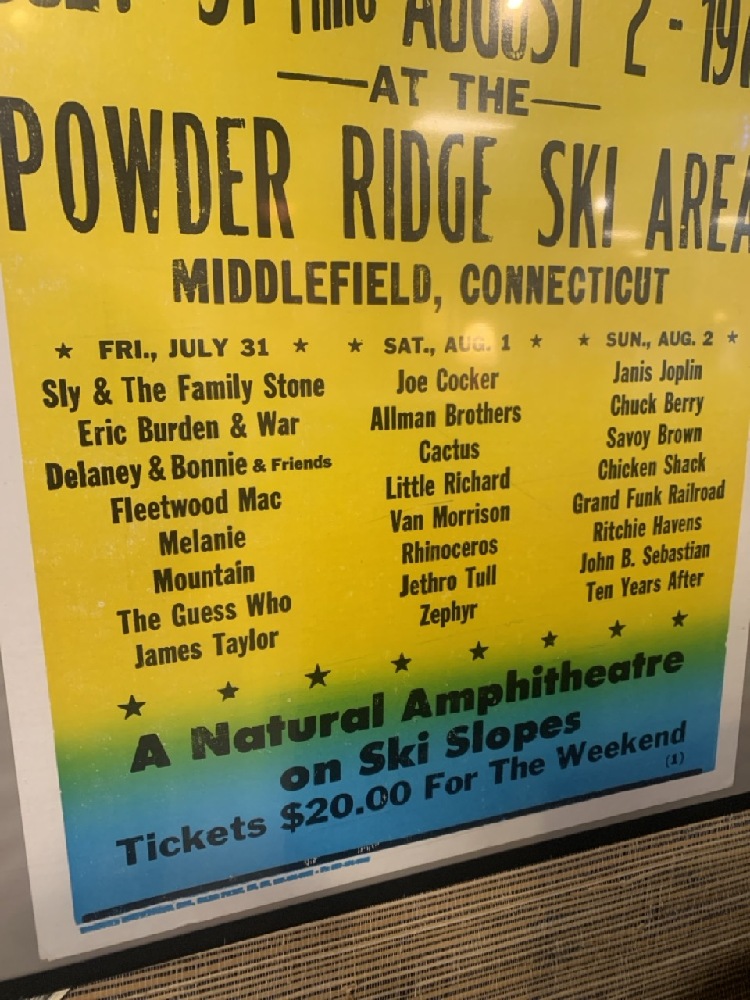 31 Thru AUGUST 2 - 19
AT THE
POWDER RIDGE SKI AREA
MIDDLEFIELD, CONNECTICUT
★ FRI., JULY 31 ★
Sly & The Family Stone
Eric Burden & War
Delaney & Bonnie & Friends
Fleetwood Mac
Melanie
Mountain
The Guess Who
James Taylor
★ SAT., AUG. 1 ★
Joe Cocker
Allman Brothers
Cactus
Little Richard
Van Morrison
Rhinoceros
Jethro Tull
Zephyr
★ SUN., AUG. 2 ★
Janis Joplin
Chuck Berry
Savoy Brown
Chicken Shack
Grand Funk Railroad
Ritchie Havens
John B. Sebastian
Ten Years After
A Natural Amphitheatre
on Ski Slopes
Tickets $20.00 For The Weekend
(1)